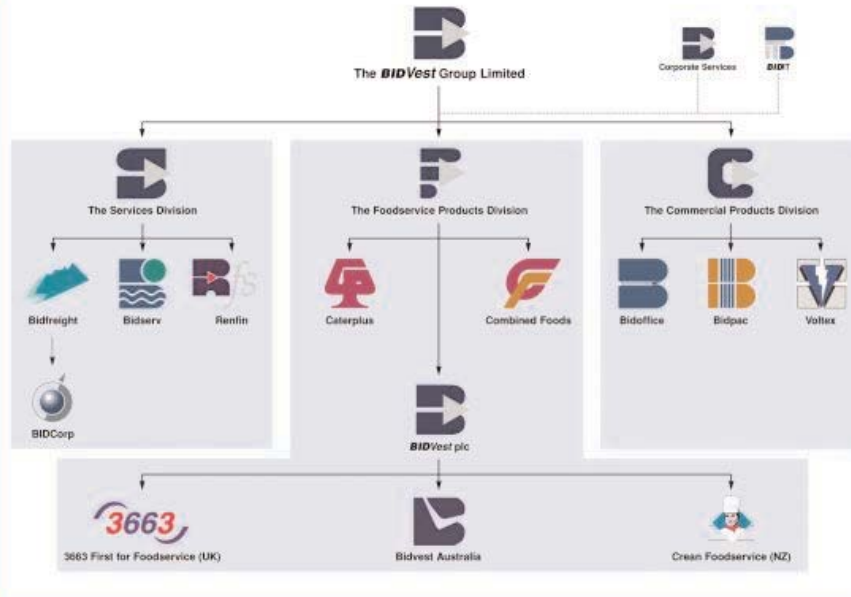 The BIDVest Group Limited
Corporate Services
BIDIT
The Services Division
The Foodservice Products Division
The Commercial Products Division
Bidfreight
Bidserv
Rfs
Renfin
Caterplus
Combined Foods
Bidoffice
Bidpac
Voltex
BIDCorp
BIDVest plc
3663
3663 First for Foodservice (UK)
Bidvest Australia
Crean Foodservice (NZ)